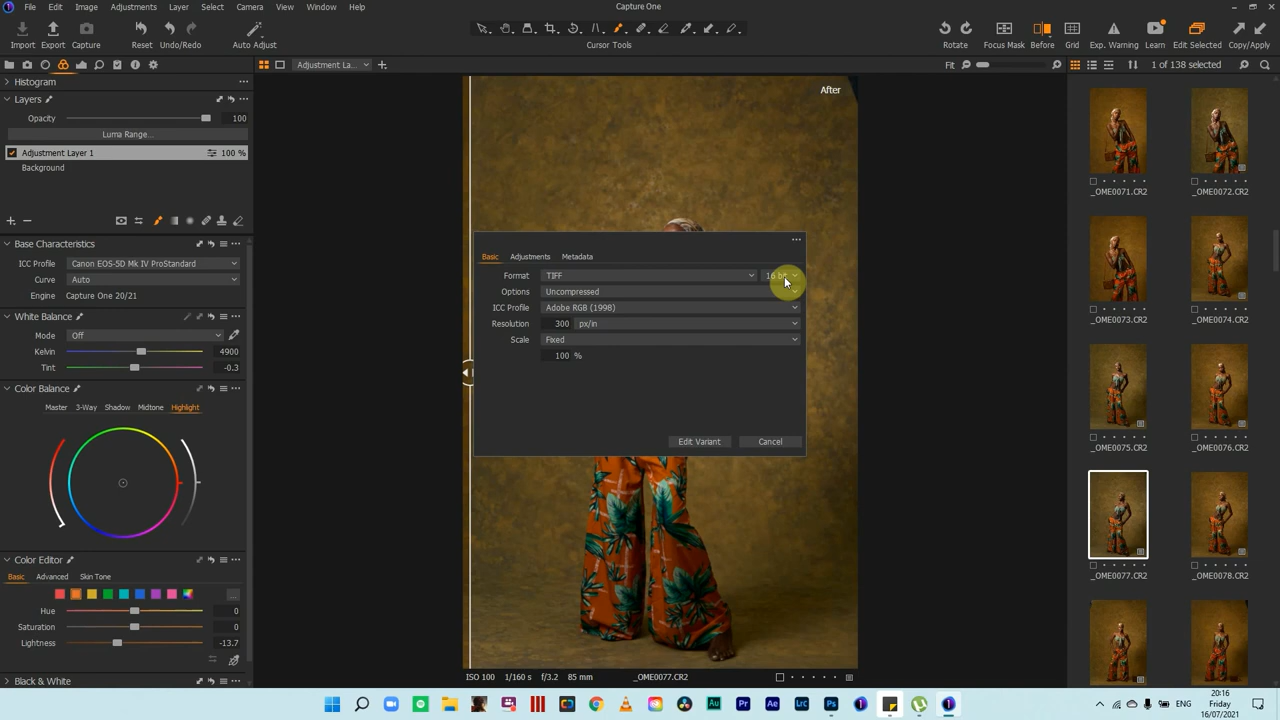 Capture One
File Edit Image Adjustments Layer Select Camera View Window Help
Import Export Capture Reset Undo/Redo Auto Adjust Cursor Tools Rotate Focus Mask Before Grid Exp. Warning Learn Edit Selected Copy/Apply
Adjustment La...
Fit
1 of 138 selected
Histogram
Layers
Opacity 100
Luma Range...
Adjustment Layer 1 100 %
Background
Base Characteristics
ICC Profile Canon EOS-5D Mk IV ProStandard
Curve Auto
Engine Capture One 20/21
White Balance
Mode Off
Kelvin 4900
Tint -0.3
Color Balance
Master 3-Way Shadow Midtone Highlight
Color Editor
Basic Advanced Skin Tone
Hue 0
Saturation 0
Lightness -13.7
Black & White
After
Basic Adjustments Metadata
Format TIFF 16 bit
Options Uncompressed
ICC Profile Adobe RGB (1998)
Resolution 300 px/in
Scale Fixed
100 %
Edit Variant Cancel
ISO 100 1/160 s f/3.2 85 mm _OME0077.CR2
_OME0071.CR2 _OME0072.CR2
_OME0073.CR2 _OME0074.CR2
_OME0075.CR2 _OME0076.CR2
_OME0077.CR2 _OME0078.CR2
Au Pr Ae Lrc Ps
ENG
20:16
Friday
16/07/2021